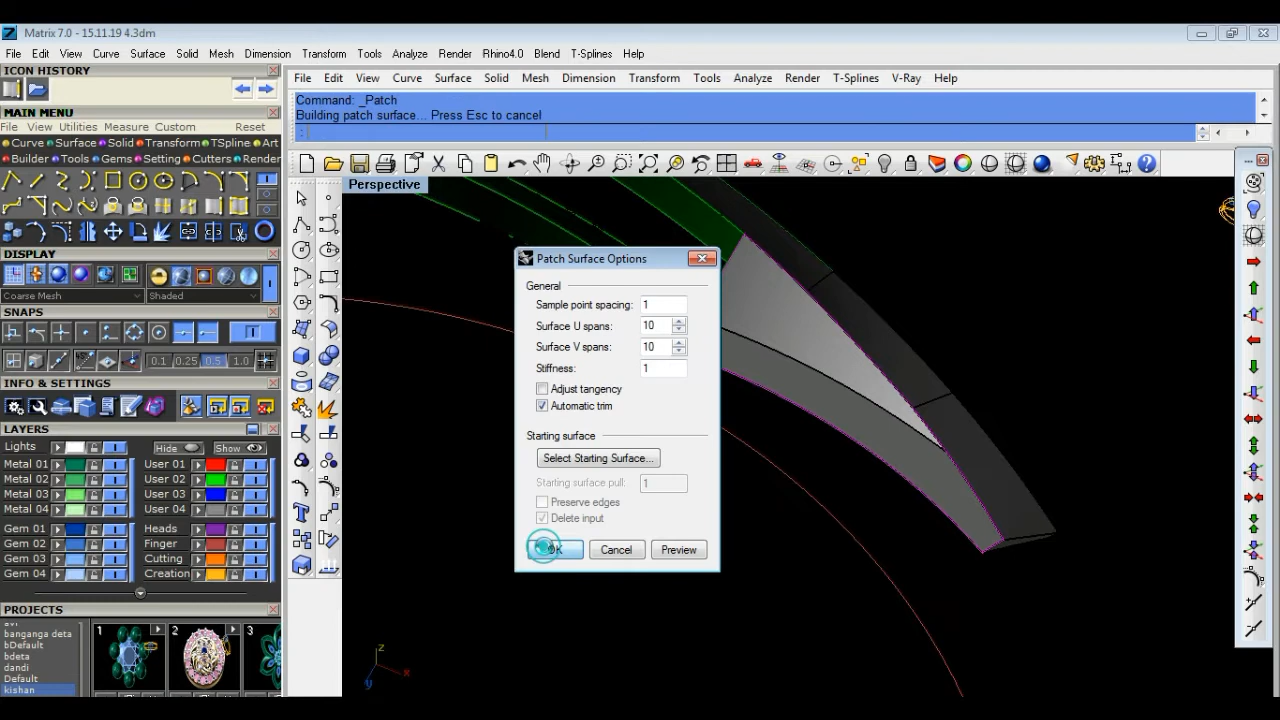 Matrix 7.0 - 15.11.19 4.3dm
File Edit View Curve Surface Solid Mesh Dimension Transform Tools Analyze Render Rhino4.0 Blend T-Splines Help
ICON HISTORY
MAIN MENU
File View Utilities Measure Custom Reset
Curve Surface Solid Transform TSpline Art
Builder Tools Gems Setting Cutters Render
DISPLAY
Coarse Mesh Shaded
SNAPS
0.1 0.25 0.5 1.0
INFO & SETTINGS
LAYERS
Lights Hide Show
Metal 01 User 01
Metal 02 User 02
Metal 03 User 03
Metal 04 User 04
Gem 01 Heads
Gem 02 Finger
Gem 03 Cutting
Gem 04 Creation
PROJECTS
banganga deta
bDefault
bdeta
dandi
Default
kishan
1 2 3
File Edit View Curve Surface Solid Mesh Dimension Transform Tools Analyze Render T-Splines V-Ray Help
Command: _Patch
Building patch surface... Press Esc to cancel
:
Perspective
Patch Surface Options
General
Sample point spacing: 1
Surface U spans: 10
Surface V spans: 10
Stiffness: 1
Adjust tangency
Automatic trim
Starting surface
Select Starting Surface...
Starting surface pull: 1
Preserve edges
Delete input
OK Cancel Preview
z
x
y